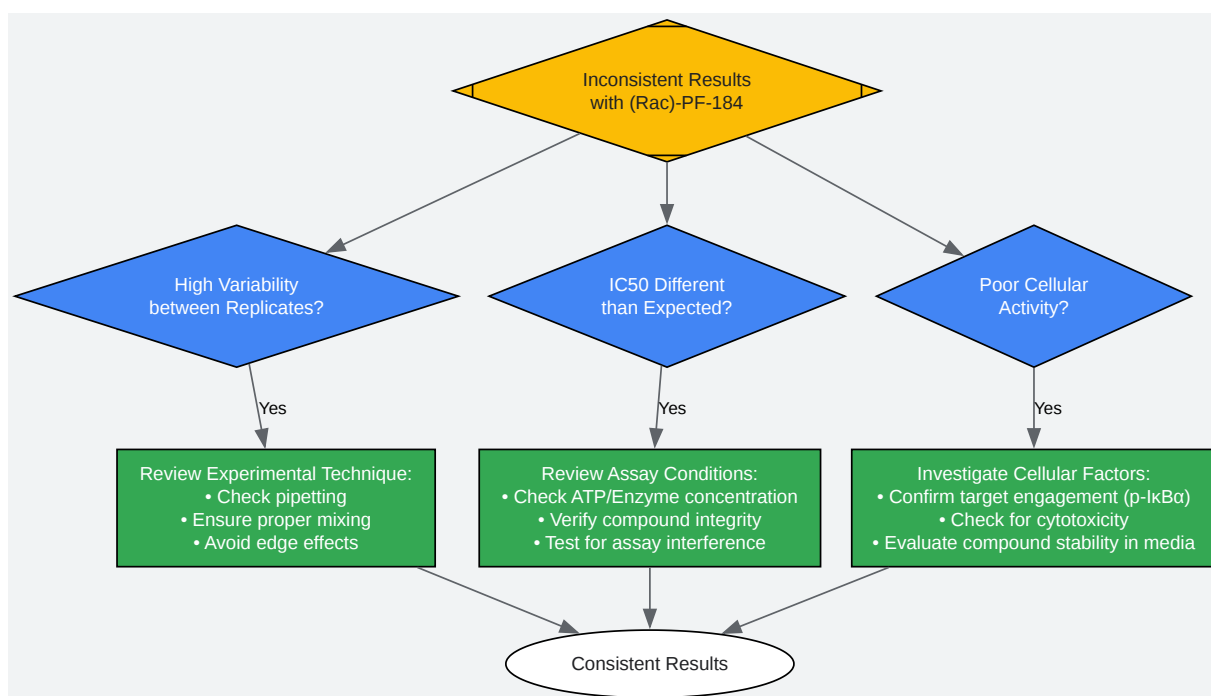 Inconsistent Results
with (Rac)-PF-184
High Variability
between Replicates?
IC50 Different
than Expected?
Poor Cellular
Activity?
Yes
Yes
Yes
Review Experimental Technique:
• Check pipetting
• Ensure proper mixing
• Avoid edge effects
Review Assay Conditions:
• Check ATP/Enzyme concentration
• Verify compound integrity
• Test for assay interference
Investigate Cellular Factors:
• Confirm target engagement (p-IκBα)
• Check for cytotoxicity
• Evaluate compound stability in media
Consistent Results